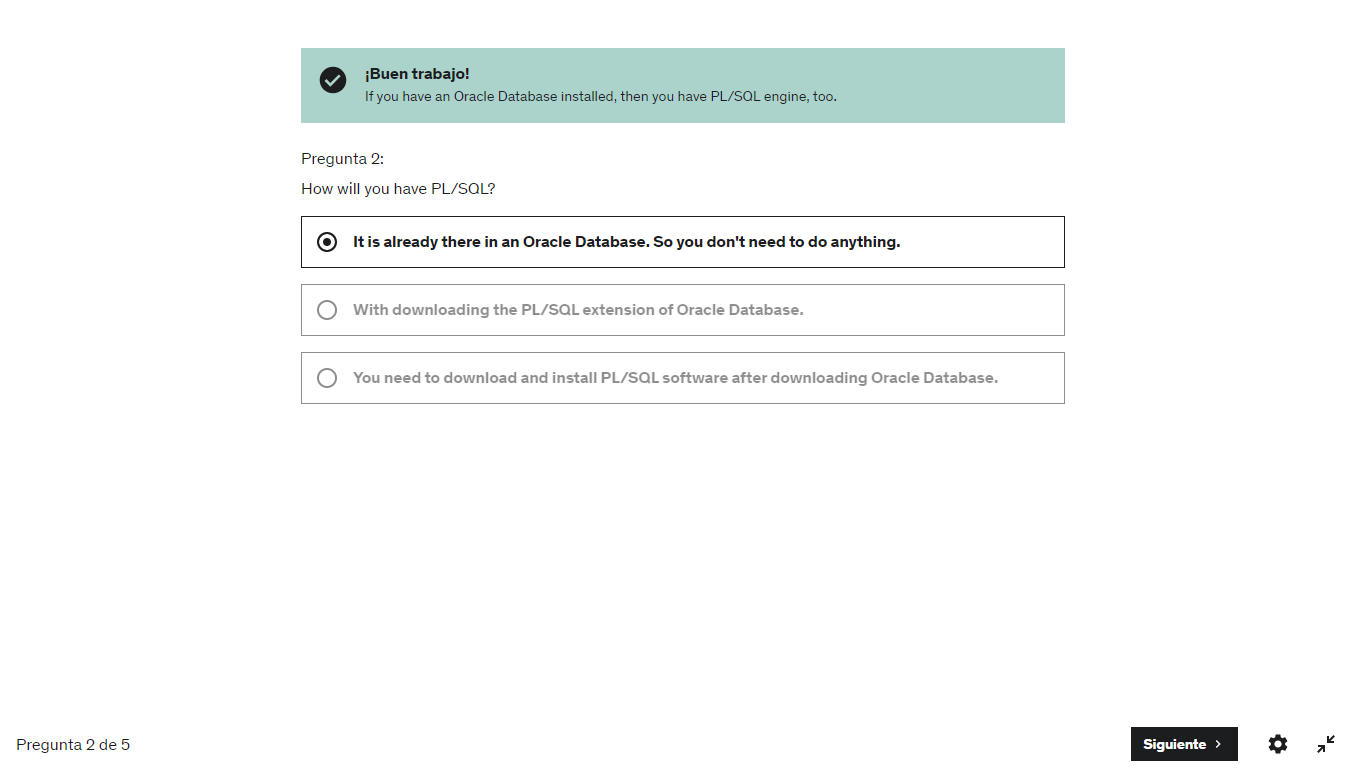 ¡Buen trabajo!
If you have an Oracle Database installed, then you have PL/SQL engine, too.
Pregunta 2:
How will you have PL/SQL?
It is already there in an Oracle Database. So you don't need to do anything.
With downloading the PL/SQL extension of Oracle Database.
You need to download and install PL/SQL software after downloading Oracle Database.
Pregunta 2 de 5
Siguiente